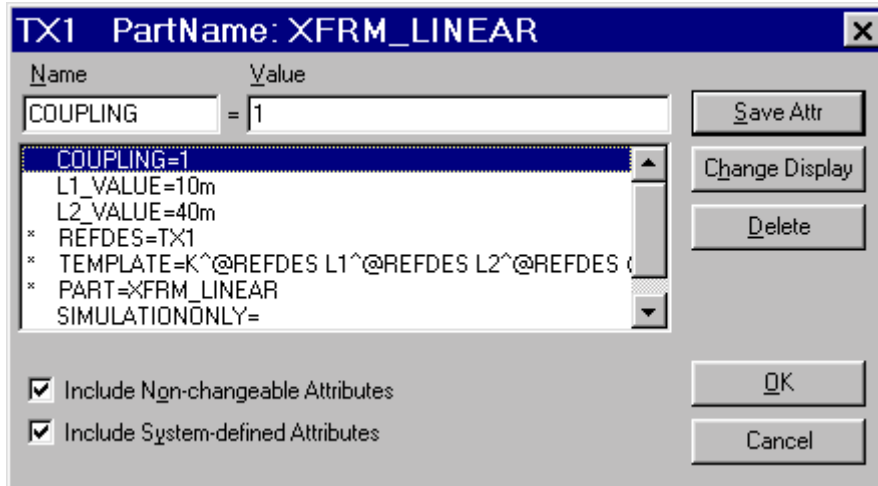 TX1 PartName: XFRM_LINEAR
Name Value
COUPLING = 1
Save Attr
COUPLING=1
L1_VALUE=10m
L2_VALUE=40m
* REFDES=TX1
* TEMPLATE=K^@REFDES L1^@REFDES L2^@REFDES
* PART=XFRM_LINEAR
SIMULATIONONLY=
Change Display
Delete
Include Non-changeable Attributes
Include System-defined Attributes
OK
Cancel